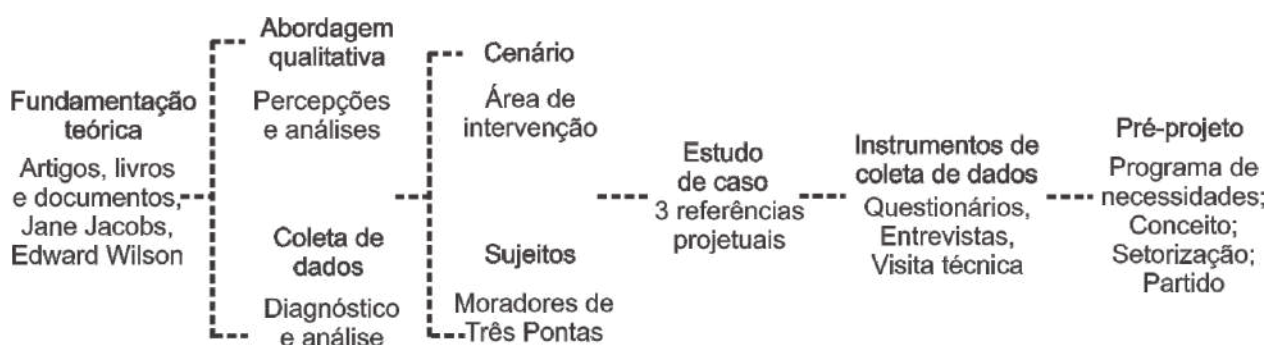 Fundamentação
teórica
Artigos, livros
e documentos,
Jane Jacobs,
Edward Wilson
Abordagem
qualitativa
Percepções
e análises
Coleta de
dados
Diagnóstico
e análise
Cenário
Área de
intervenção
Sujeitos
Moradores de
Três Pontas
Estudo
de caso
3 referências
projetuais
Instrumentos de
coleta de dados
Questionários,
Entrevistas,
Visita técnica
Pré-projeto
Programa de
necessidades;
Conceito;
Setorização;
Partido